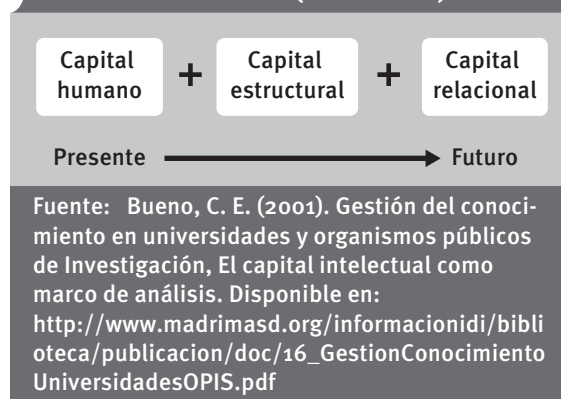 Capital humano + Capital estructural + Capital relacional
Presente Futuro
Fuente: Bueno, C. E. (2001). Gestión del conoci-
miento en universidades y organismos públicos
de Investigación, El capital intelectual como
marco de análisis. Disponible en:
http://www.madrimasd.org/informacionidi/bibli
oteca/publicacion/doc/16_GestionConocimiento
UniversidadesOPIS.pdf